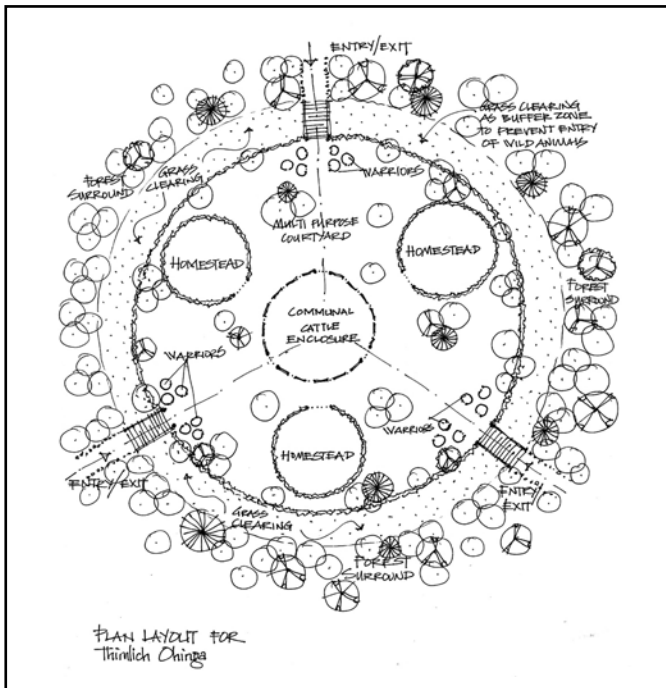 ENTRY/EXIT
GRASS CLEARING
AS BUFFER ZONE
TO PREVENT ENTRY
OF WILD ANIMALS
FOREST
SURROUND
GRASS
CLEARING
WARRIORS
MULTI PURPOSE
COURTYARD
HOMESTEAD
HOMESTEAD
FOREST
SURROUND
COMMUNAL
CATTLE
ENCLOSURE
WARRIORS
WARRIORS
HOMESTEAD
ENTRY/EXIT
ENTRY
EXIT
GRASS
CLEARING
FOREST
SURROUND
PLAN LAYOUT FOR
Thimlich Ohinga